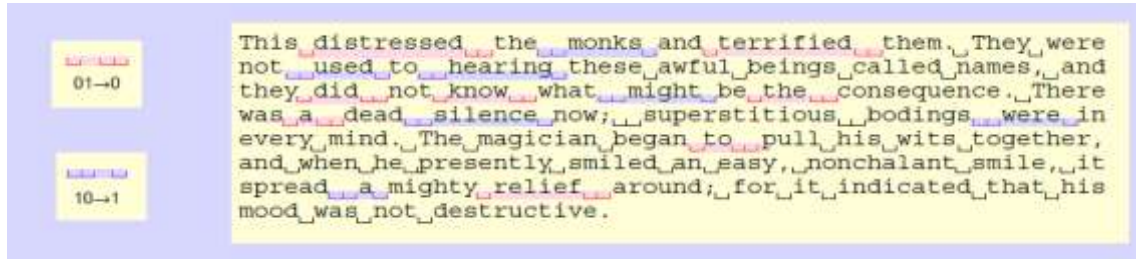 This distressed the monks and terrified them. They were
not used to hearing these awful beings called names, and
they did not know what might be the consequence. There
was a dead silence now; superstitious bodings were in
every mind. The magician began to pull his wits together,
and when he presently smiled an easy, nonchalant smile, it
spread a mighty relief around; for it indicated that his
mood was not destructive.
01→0
10→1